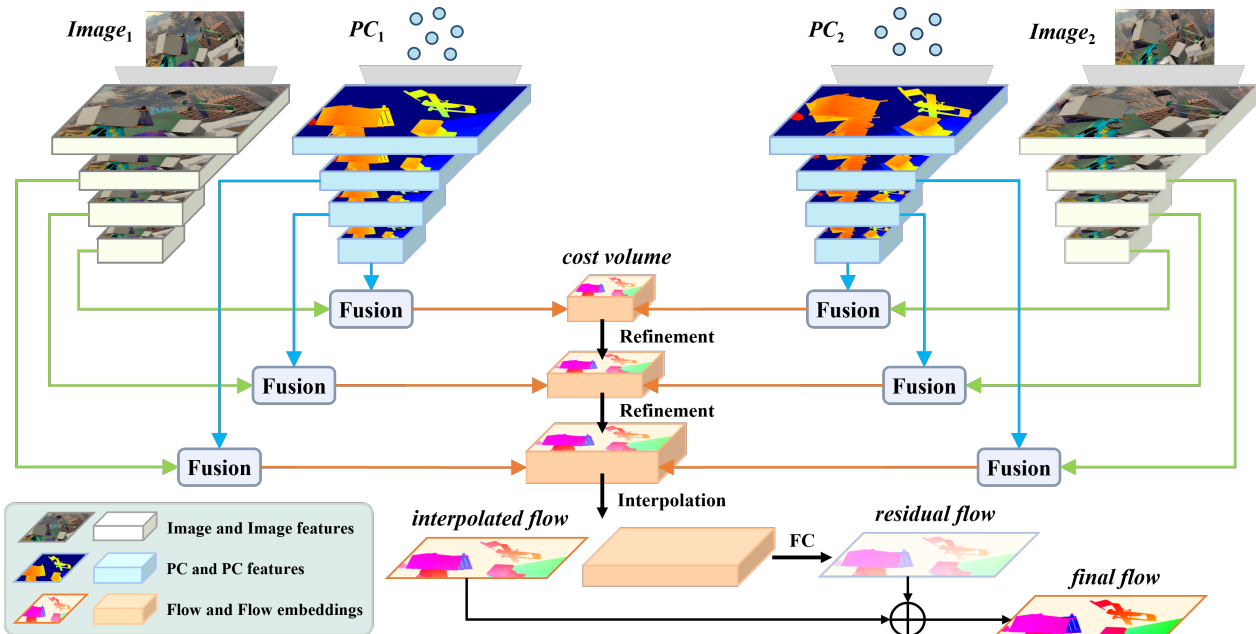 Image1
PC1
PC2
Image2
cost volume
Fusion
Fusion
Refinement
Fusion
Fusion
Refinement
Fusion
Fusion
Interpolation
interpolated flow
residual flow
FC
final flow
Image and Image features
PC and PC features
Flow and Flow embeddings